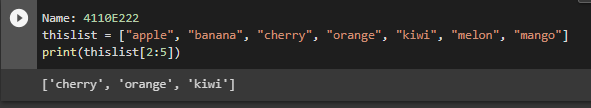 Name: 4110E222
thislist = ["apple", "banana", "cherry", "orange", "kiwi", "melon", "mango"]
print(thislist[2:5])
['cherry', 'orange', 'kiwi']